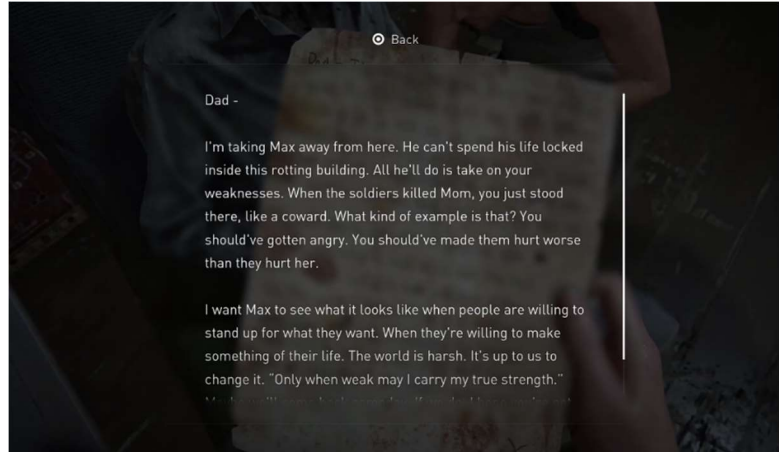 Back
Dad -
I'm taking Max away from here. He can't spend his life locked
inside this rotting building. All he'll do is take on your
weaknesses. When the soldiers killed Mom, you just stood
there, like a coward. What kind of example is that? You
should've gotten angry. You should've made them hurt worse
than they hurt her.
I want Max to see what it looks like when people are willing to
stand up for what they want. When they're willing to make
something of their life. The world is harsh. It's up to us to
change it. "Only when weak may I carry my true strength."